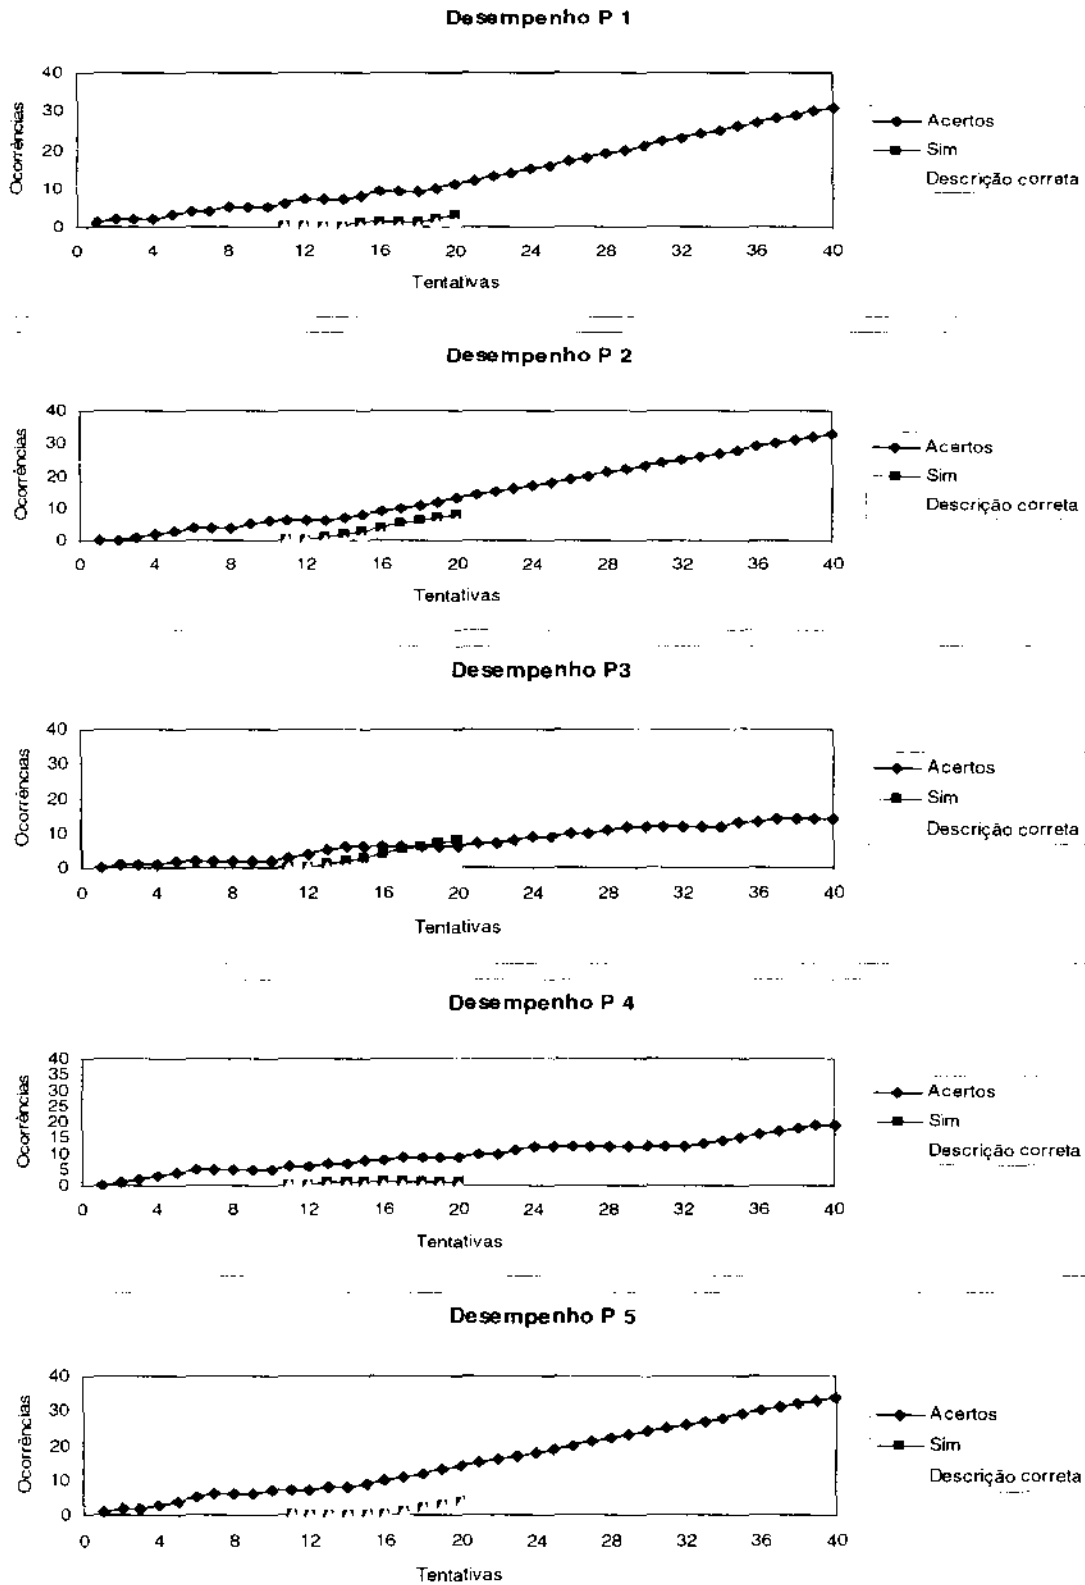 Desempenho P 1
40
30
20
10
0
Ocorrências
0 4 8 12 16 20 24 28 32 36 40
Tentativas
Acertos
Sim
Descrição correta
Desempenho P 2
40
30
20
10
0
Ocorrências
0 4 8 12 16 20 24 28 32 36 40
Tentativas
Acertos
Sim
Descrição correta
Desempenho P3
40
30
20
10
0
Ocorrências
0 4 8 12 16 20 24 28 32 36 40
Tentativas
Acertos
Sim
Descrição correta
Desempenho P 4
40
35
30
25
20
15
10
5
0
Ocorrências
0 4 8 12 16 20 24 28 32 36 40
Tentativas
Acertos
Sim
Descrição correta
Desempenho P 5
40
30
20
10
0
Ocorrências
0 4 8 12 16 20 24 28 32 36 40
Tentativas
Acertos
Sim
Descrição correta